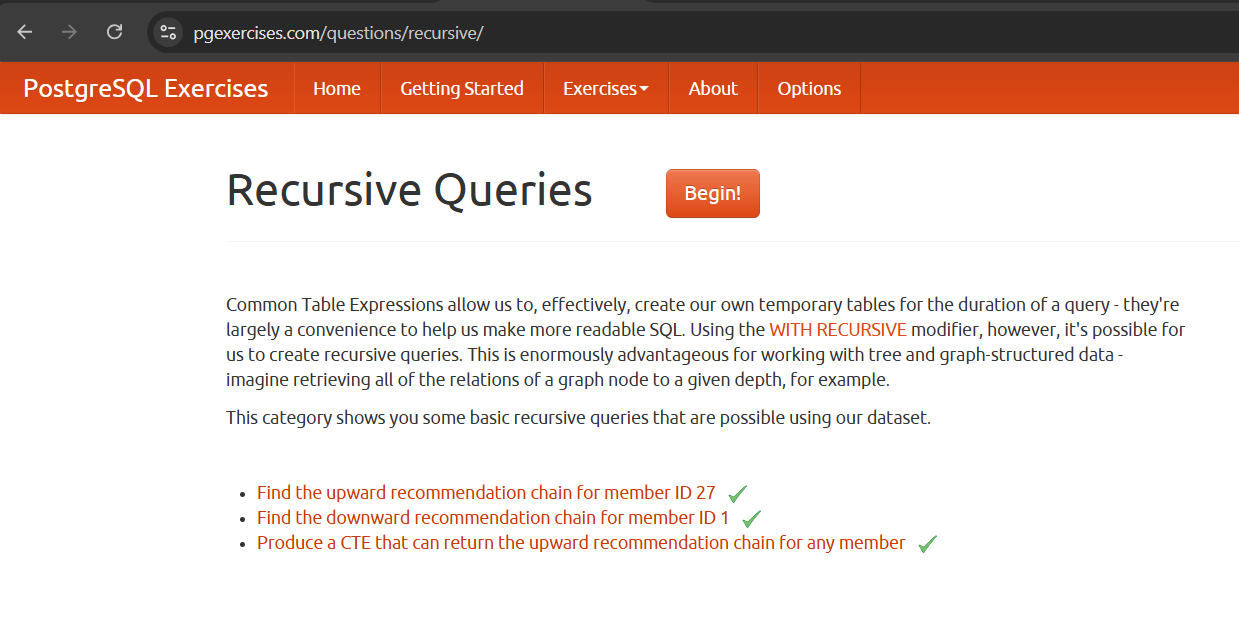 pgexercises.com/questions/recursive/
PostgreSQL Exercises Home Getting Started Exercises About Options
Recursive Queries Begin!
Common Table Expressions allow us to, effectively, create our own temporary tables for the duration of a query - they're
largely a convenience to help us make more readable SQL. Using the WITH RECURSIVE modifier, however, it's possible for
us to create recursive queries. This is enormously advantageous for working with tree and graph-structured data -
imagine retrieving all of the relations of a graph node to a given depth, for example.
This category shows you some basic recursive queries that are possible using our dataset.
• Find the upward recommendation chain for member ID 27
• Find the downward recommendation chain for member ID 1
• Produce a CTE that can return the upward recommendation chain for any member